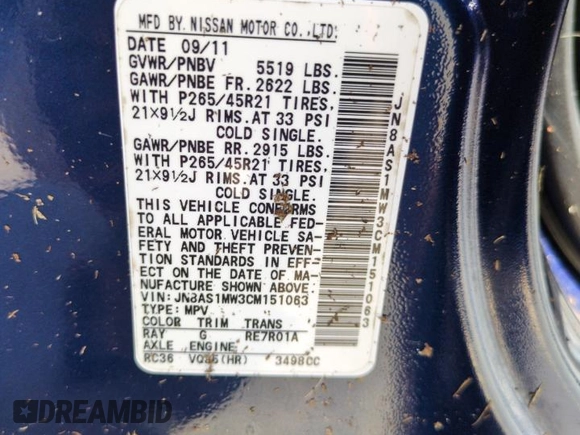 MFD BY. NISSAN MOTOR CO.,LTD.
DATE 09/11
GVWR/PNBV 5519 LBS.
GAWR/PNBE FR. 2622 LBS.
WITH P265/45R21 TIRES,
21×9½J RIMS. AT 33 PSI
COLD SINGLE.
GAWR/PNBE RR. 2915 LBS.
WITH P265/45R21 TIRES,
21×9½J RIMS. AT 33 PSI
COLD SINGLE.
THIS VEHICLE CONFORMS
TO ALL APPLICABLE FED-
ERAL MOTOR VEHICLE SA-
FETY AND THEFT PREVEN-
TION STANDARDS IN EFF-
ECT ON THE DATE OF MA-
NUFACTURE SHOWN ABOVE.
VIN: JN8AS1MW3CM151063
TYPE: MPV
COLOR TRIM TRANS
RAY G RE7R01A
AXLE ENGINE
RC36 VQ35(HR) 3498CC
JN8AS1MW3CM151063
DREAMBID